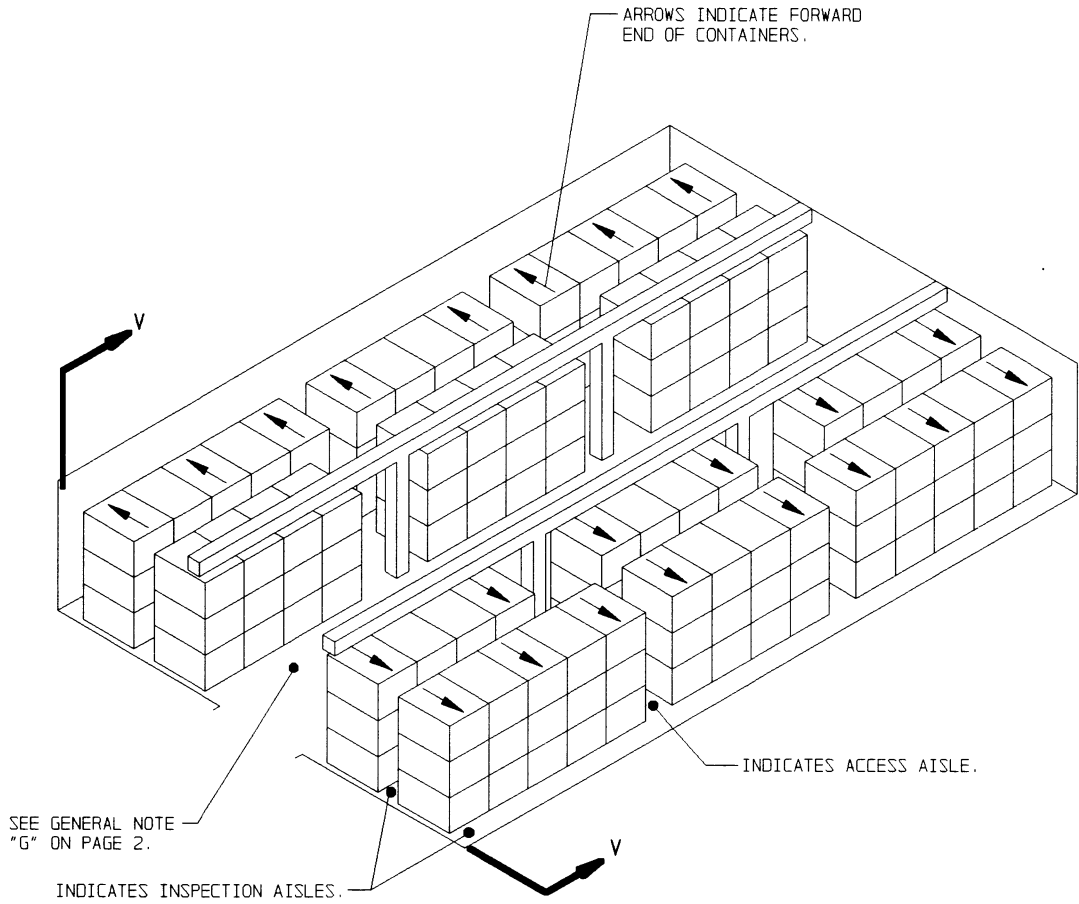 ARROWS INDICATE FORWARD
END OF CONTAINERS.
V
INDICATES ACCESS AISLE.
SEE GENERAL NOTE
"G" ON PAGE 2.
V
INDICATES INSPECTION AISLES.